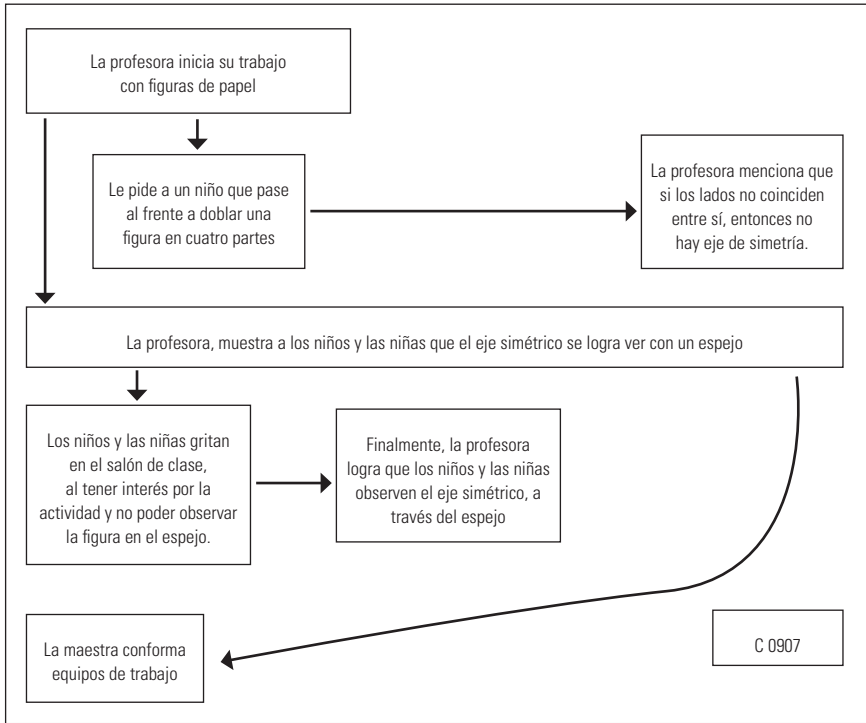 La profesora inicia su trabajo
con figuras de papel
Le pide a un niño que pase
al frente a doblar una
figura en cuatro partes
La profesora menciona que
si los lados no coinciden
entre sí, entonces no
hay eje de simetría.
La profesora, muestra a los niños y las niñas que el eje simétrico se logra ver con un espejo
Los niños y las niñas gritan
en el salón de clase,
al tener interés por la
actividad y no poder observar
la figura en el espejo.
Finalmente, la profesora
logra que los niños y las niñas
observen el eje simétrico, a
través del espejo
La maestra conforma
equipos de trabajo
C 0907